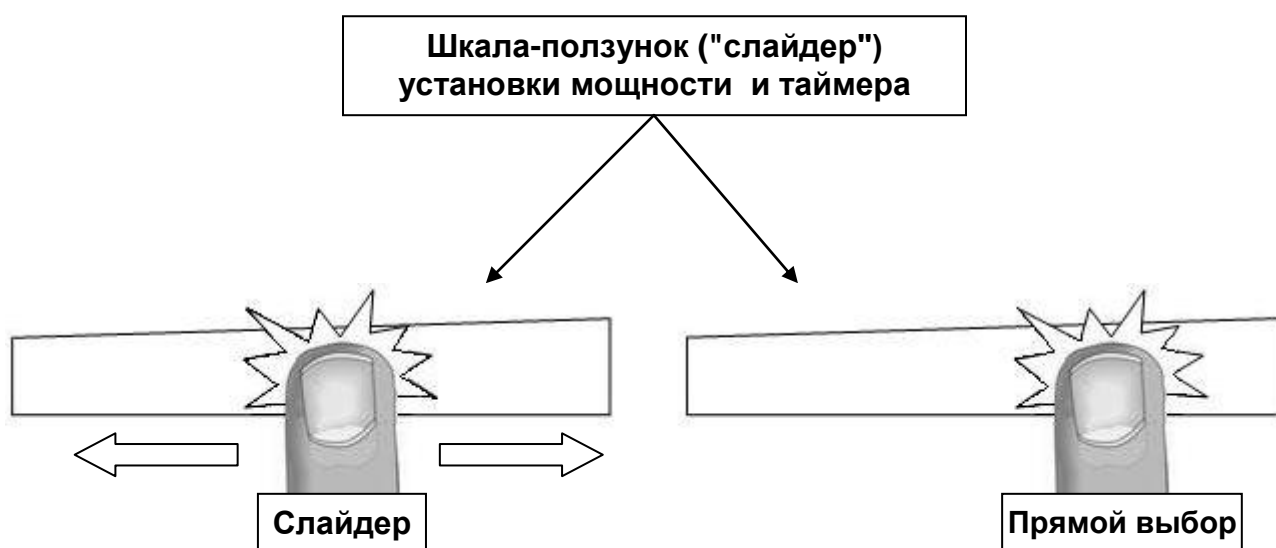 Шкала-ползунок ("слайдер")
установки мощности и таймера
Слайдер
Прямой выбор